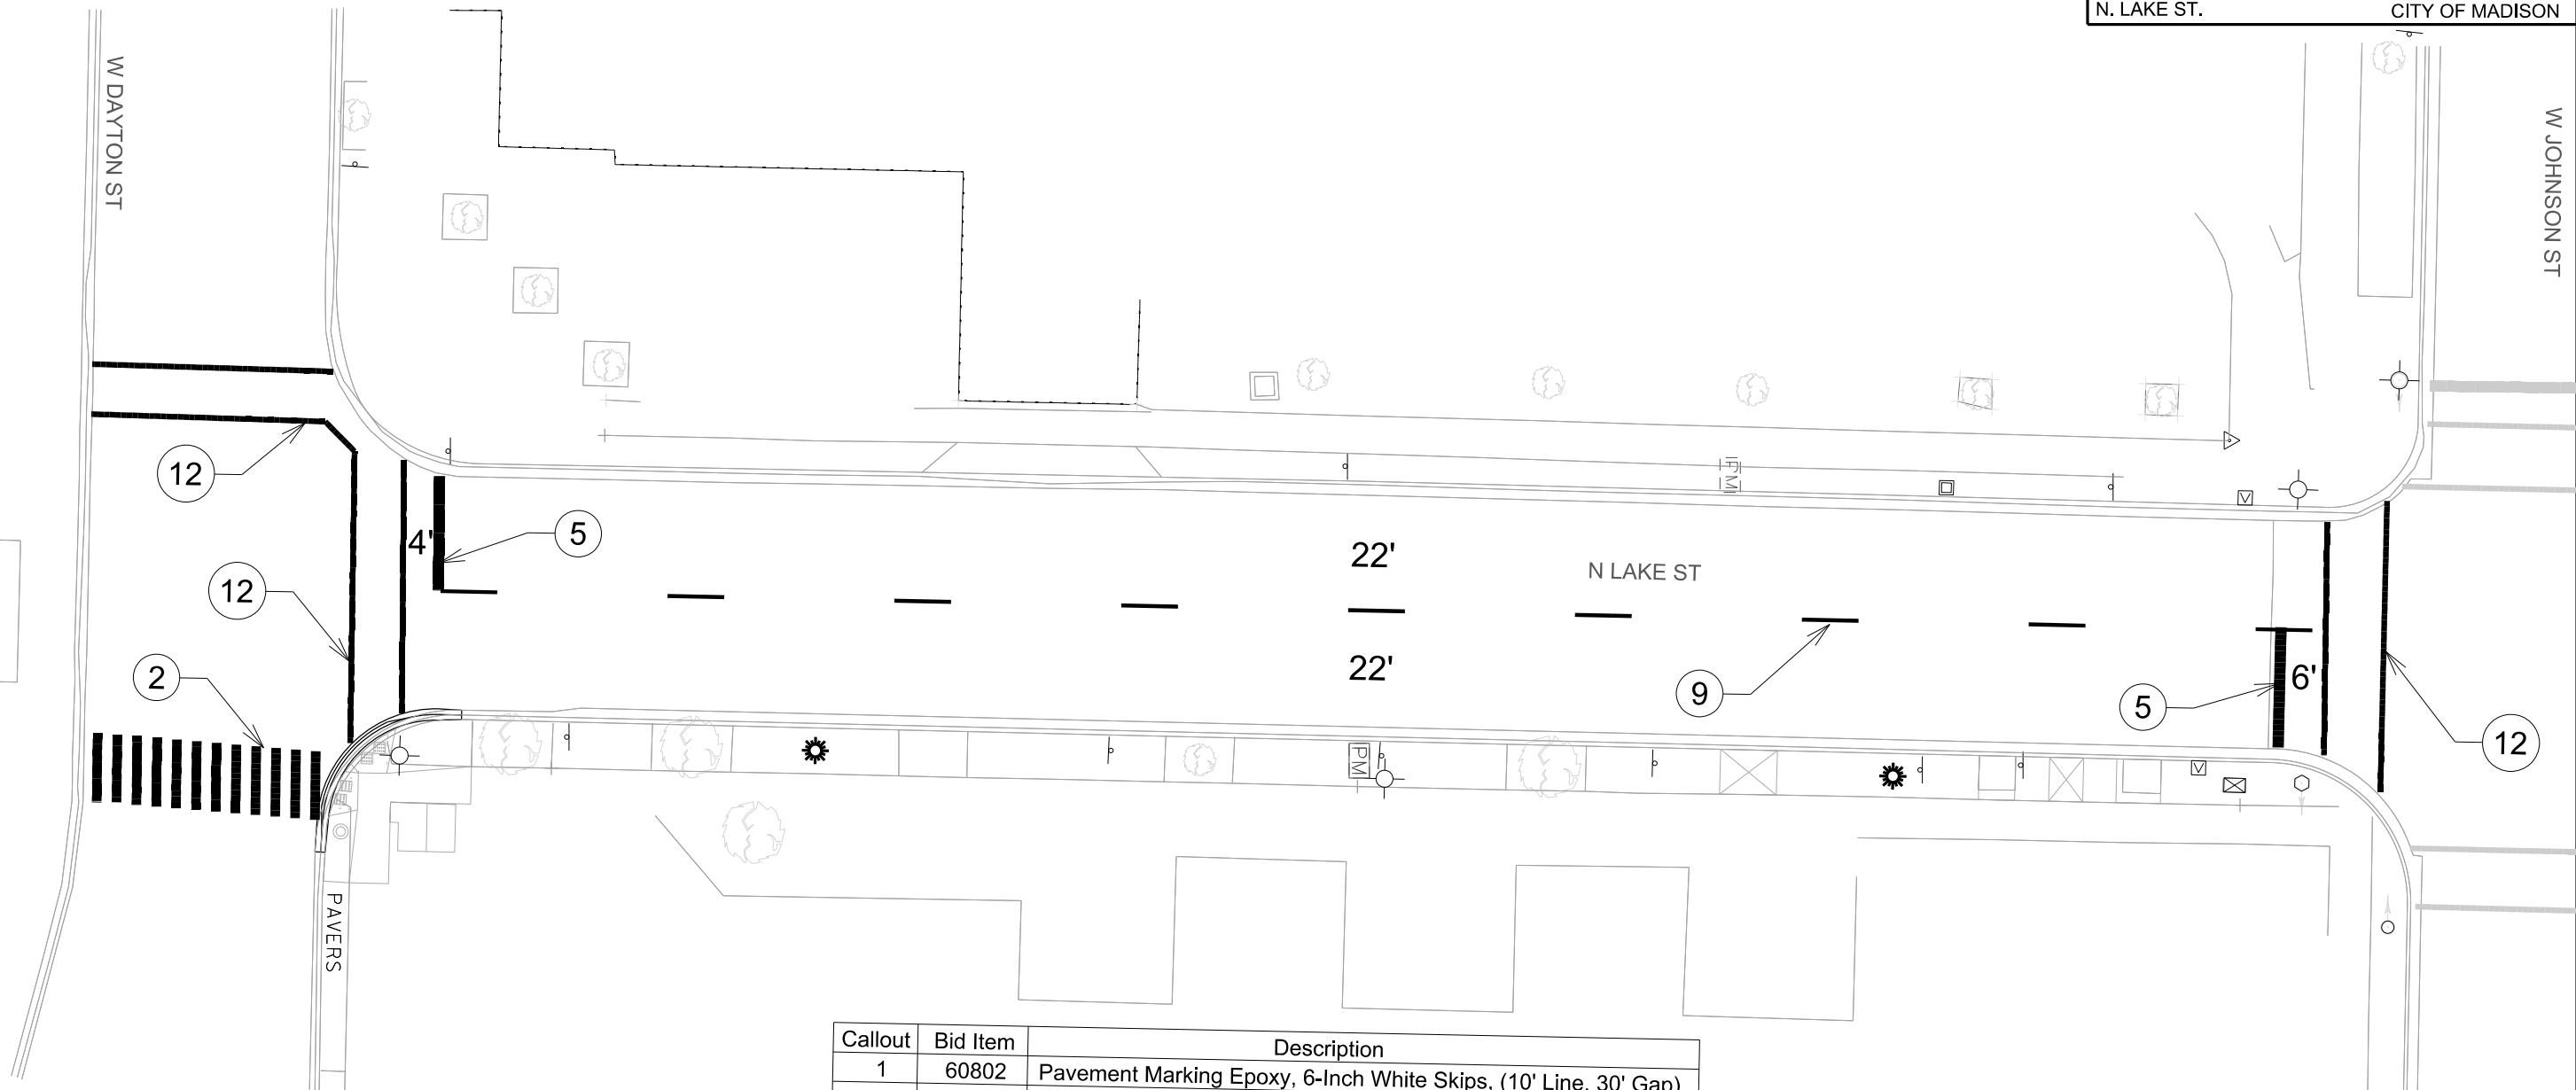 N. LAKE ST.
CITY OF MADISON
W DAYTON ST
W JOHNSON ST
12
4'
5
22'
N LAKE ST
12
22'
2
9
5
6'
12
PM
PM
PAVERS
Callout Bid Item Description
1 60802 Pavement Marking Epoxy, 6-Inch White Skips, (10' Line, 30' Gap)